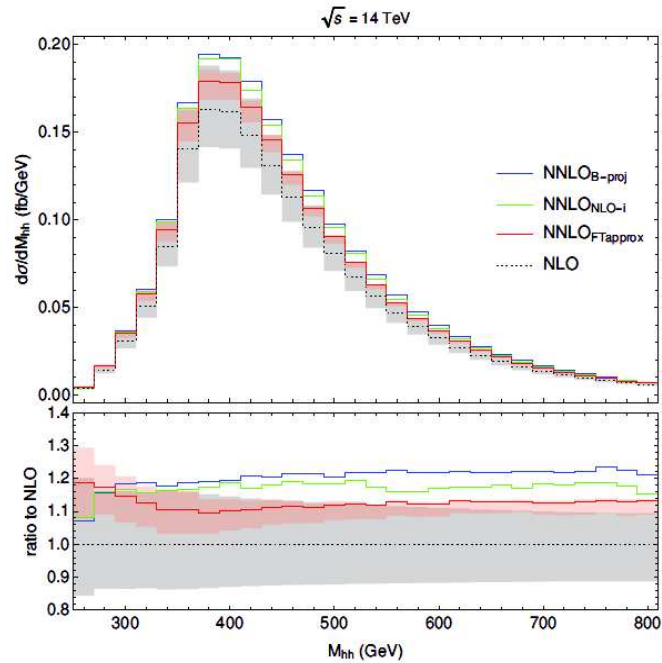 √s = 14 TeV
0.20
0.15
0.10
0.05
0.00
dσ/dMhh (fb/GeV)
NNLOB-proj
NNLONLO-i
NNLOFTapprox
NLO
1.4
1.3
1.2
1.1
1.0
0.9
0.8
ratio to NLO
300 400 500 600 700 800
Mhh (GeV)